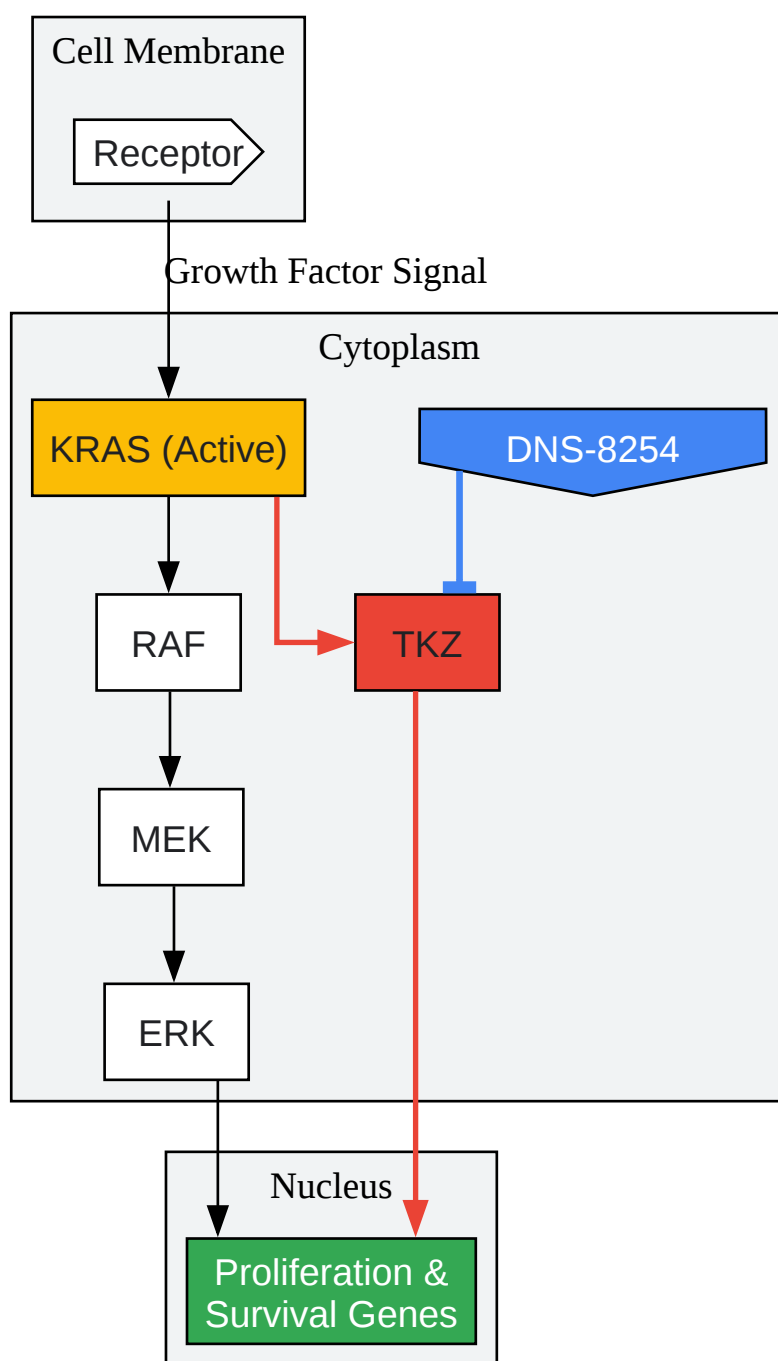 Cell Membrane
Receptor
Growth Factor Signal
Cytoplasm
KRAS (Active)
DNS-8254
RAF
TKZ
MEK
ERK
Nucleus
Proliferation &
Survival Genes